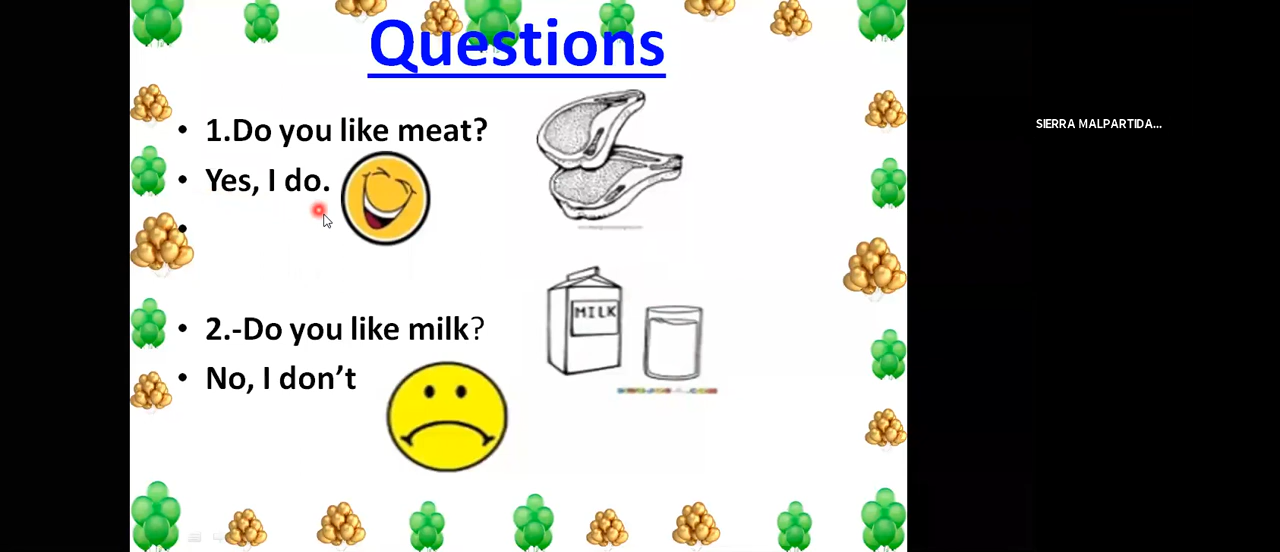 Questions
1.Do you like meat?
Yes, I do.
2.-Do you like milk?
No, I don’t
MILK
SIERRA MALPARTIDA...